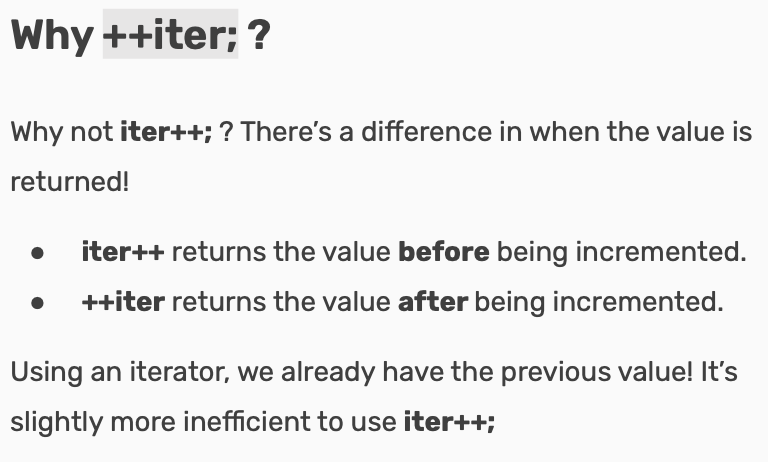 Why ++iter; ?
Why not iter++; ? There’s a difference in when the value is
returned!
● iter++ returns the value before being incremented.
● ++iter returns the value after being incremented.
Using an iterator, we already have the previous value! It’s
slightly more inefficient to use iter++;